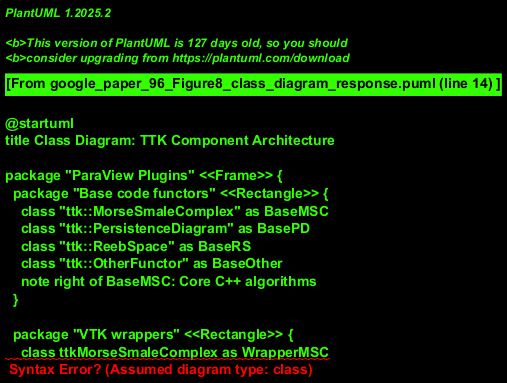 PlantUML 1.2025.2
<b>This version of PlantUML is 127 days old, so you should
<b>consider upgrading from https://plantuml.com/download
[From google_paper_96_Figure8_class_diagram_response.puml (line 14) ]
@startuml
title Class Diagram: TTK Component Architecture
package "ParaView Plugins" <<Frame>> {
package "Base code functors" <<Rectangle>> {
class "ttk::MorseSmaleComplex" as BaseMSC
class "ttk::PersistenceDiagram" as BasePD
class "ttk::ReebSpace" as BaseRS
class "ttk::OtherFunctor" as BaseOther
note right of BaseMSC: Core C++ algorithms
}
package "VTK wrappers" <<Rectangle>> {
class ttkMorseSmaleComplex as WrapperMSC
Syntax Error? (Assumed diagram type: class)